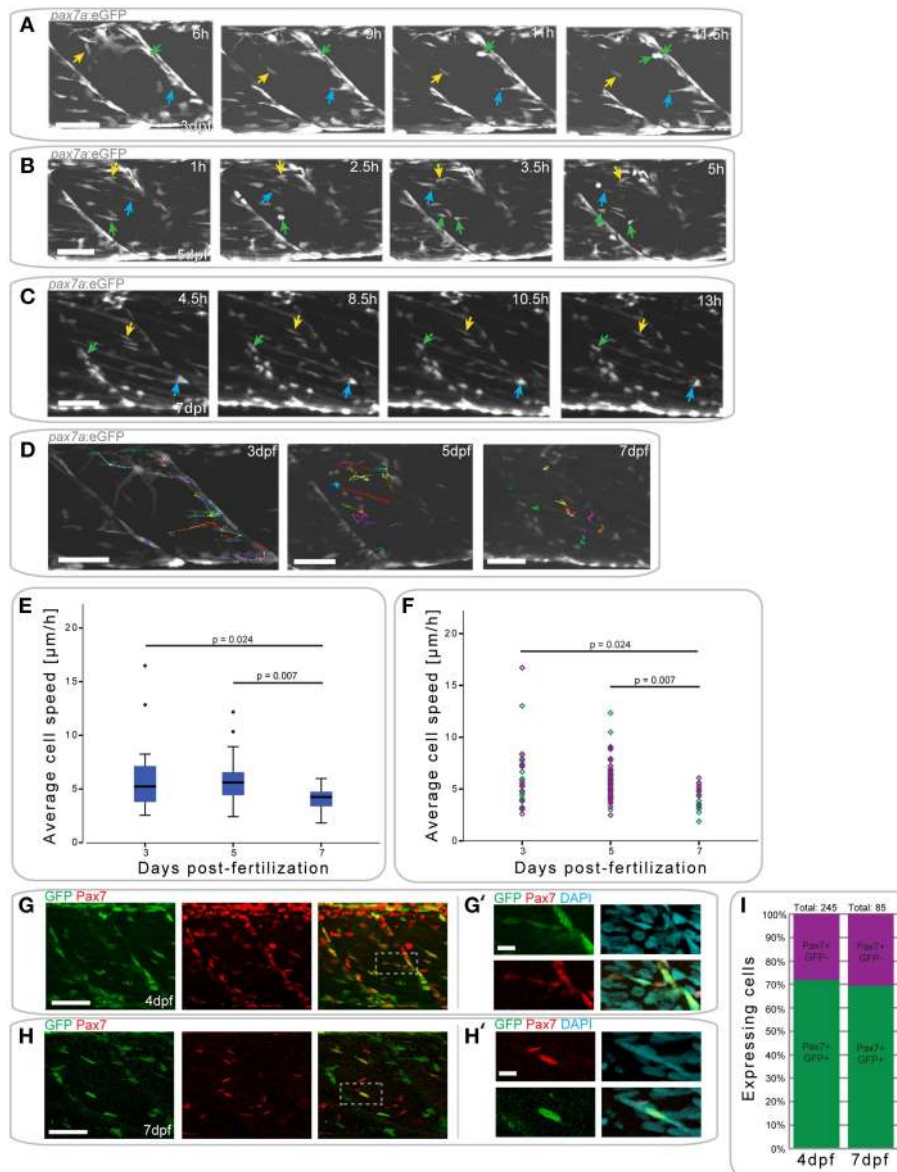 pax7a:eGFP
A
6h
9h
11h
11.5h
3dpf
pax7a:eGFP
B
1h
2.5h
3.5h
5h
5dpf
pax7a:eGFP
C
4.5h
8.5h
10.5h
13h
7dpf
pax7a:eGFP
D
3dpf
5dpf
7dpf
E
Average cell speed [µm/h]
20
15
10
5
0
p = 0.024
p = 0.007
3
5
7
Days post-fertilization
F
Average cell speed [µm/h]
20
15
10
5
0
p = 0.024
p = 0.007
3
5
7
Days post-fertilization
G
GFP Pax7
4dpf
G'
GFP Pax7 DAPI
H
GFP Pax7
7dpf
H'
GFP Pax7 DAPI
I
Total: 245
Total: 85
Expressing cells
100%
90%
80%
70%
60%
50%
40%
30%
20%
10%
0%
Pax7+
GFP-
Pax7+
GFP-
Pax7+
GFP+
Pax7+
GFP+
4dpf
7dpf